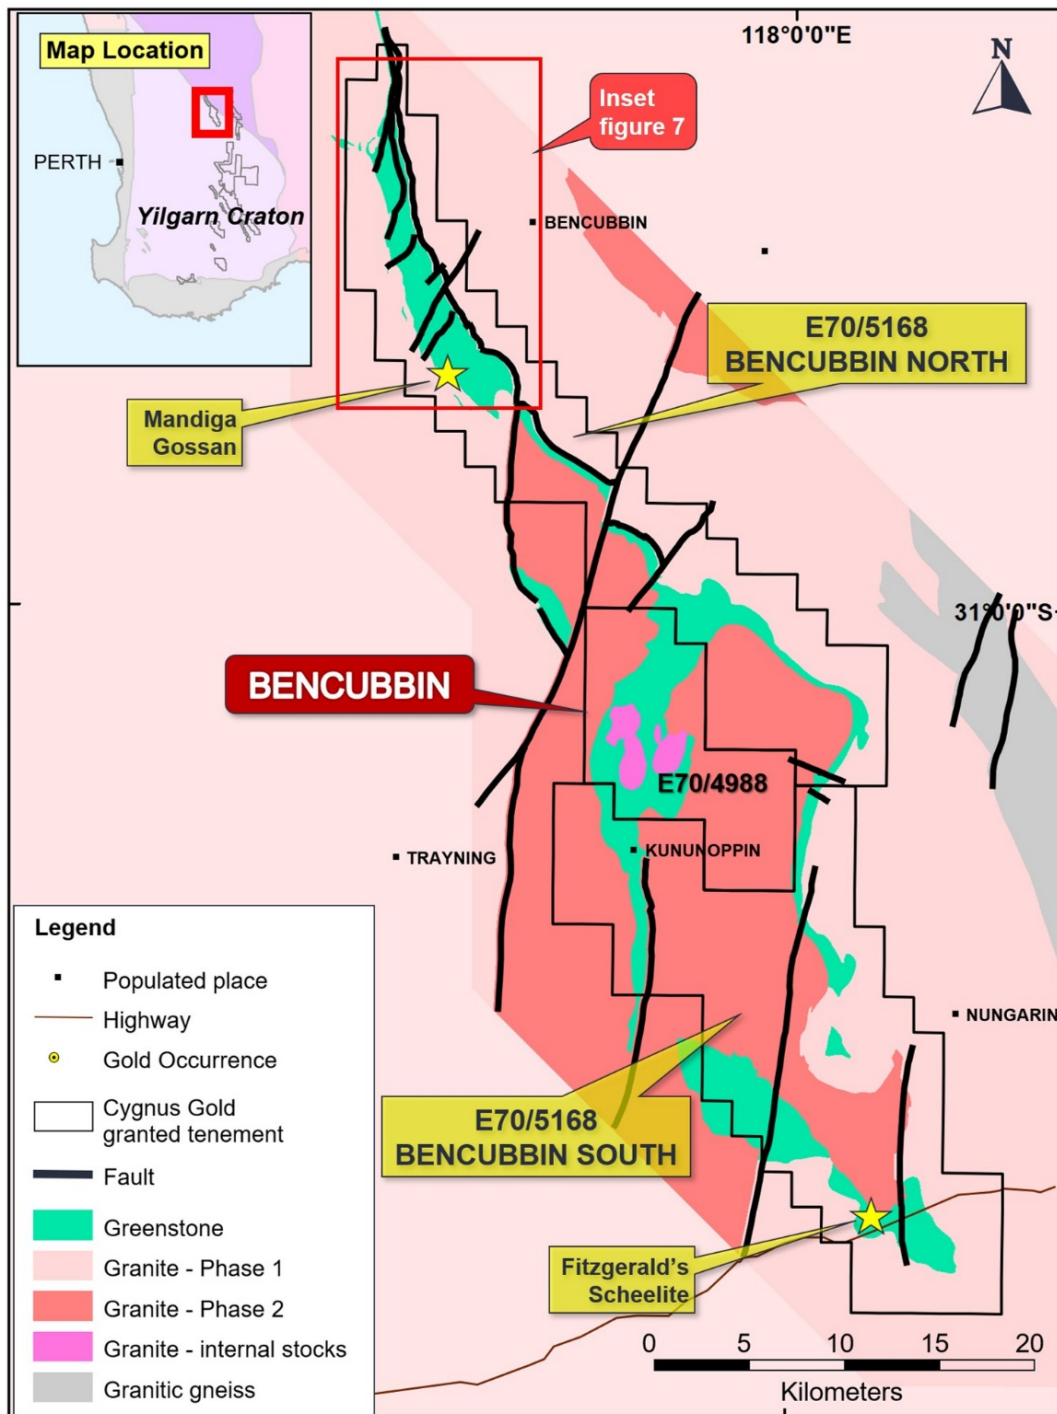 118°0'0"E
Map Location
N
Inset
figure 7
PERTH
Yilgarn Craton
BENCUBBIN
E70/5168
BENCUBBIN NORTH
Mandiga
Gossan
31°0'0"S
BENCUBBIN
E70/4988
TRAYNING
KUNUNOPPIN
Legend
Populated place
Highway
Gold Occurrence
Cygnus Gold
granted tenement
Fault
Greenstone
Granite - Phase 1
Granite - Phase 2
Granite - internal stocks
Granitic gneiss
NUNGARIN
E70/5168
BENCUBBIN SOUTH
Fitzgerald's
Scheelite
0 5 10 15 20
Kilometers